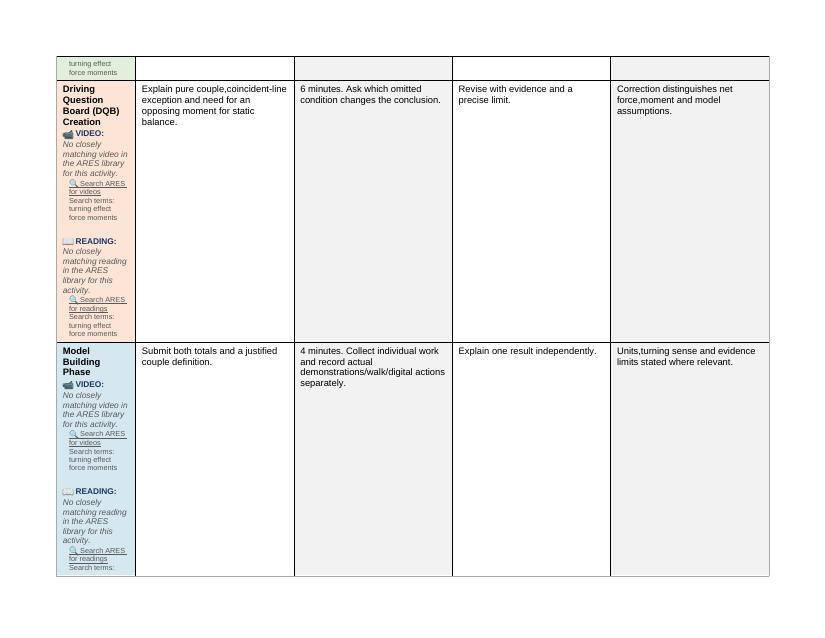 turning effect
force moments
Driving
Question
Board (DQB)
Creation
📹 VIDEO:
No closely
matching video in
the ARES library
for this activity.
🔍 Search ARES
for videos
Search terms:
turning effect
force moments
📖 READING:
No closely
matching reading
in the ARES
library for this
activity.
🔍 Search ARES
for readings
Search terms:
turning effect
force moments
Explain pure couple,coincident-line
exception and need for an
opposing moment for static
balance.
6 minutes. Ask which omitted
condition changes the conclusion.
Revise with evidence and a
precise limit.
Correction distinguishes net
force,moment and model
assumptions.
Model
Building
Phase
📹 VIDEO:
No closely
matching video in
the ARES library
for this activity.
🔍 Search ARES
for videos
Search terms:
turning effect
force moments
📖 READING:
No closely
matching reading
in the ARES
library for this
activity.
🔍 Search ARES
for readings
Search terms:
Submit both totals and a justified
couple definition.
4 minutes. Collect individual work
and record actual
demonstrations/walk/digital actions
separately.
Explain one result independently.
Units,turning sense and evidence
limits stated where relevant.